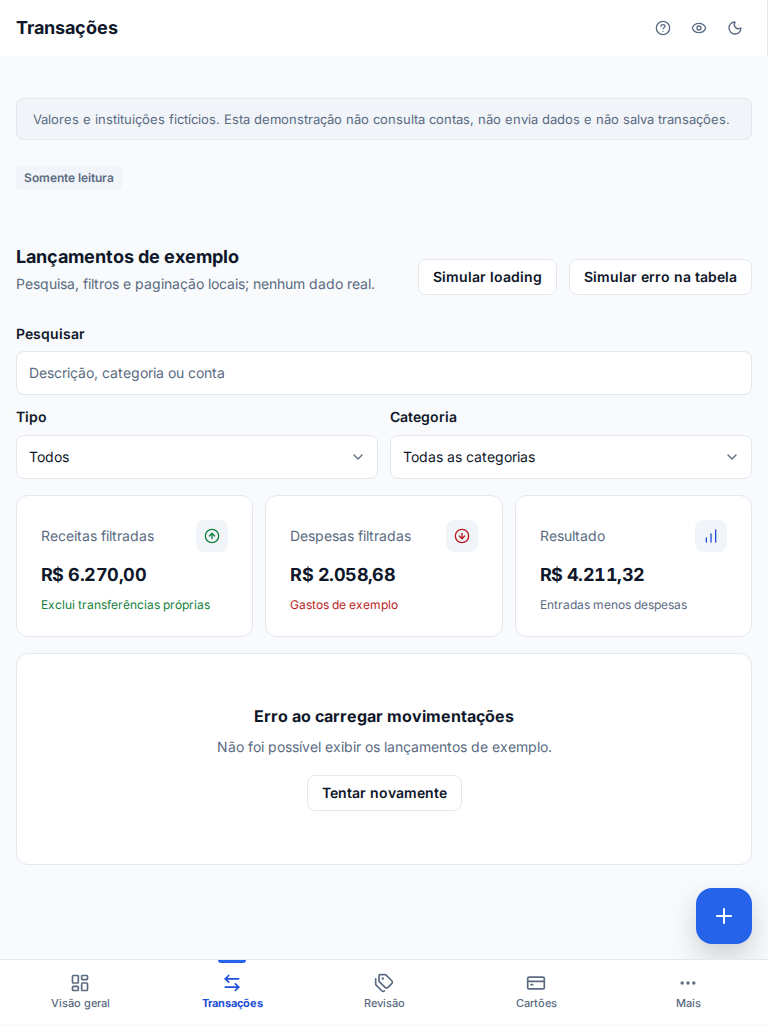 Transações
Valores e instituições fictícios. Esta demonstração não consulta contas, não envia dados e não salva transações.
Somente leitura
Lançamentos de exemplo
Pesquisa, filtros e paginação locais; nenhum dado real.
Simular loading
Simular erro na tabela
Pesquisar
Descrição, categoria ou conta
Tipo
Categoria
Todos
Todas as categorias
Receitas filtradas
R$ 6.270,00
Exclui transferências próprias
Despesas filtradas
R$ 2.058,68
Gastos de exemplo
Resultado
R$ 4.211,32
Entradas menos despesas
Erro ao carregar movimentações
Não foi possível exibir os lançamentos de exemplo.
Tentar novamente
Visão geral
Transações
Revisão
Cartões
Mais